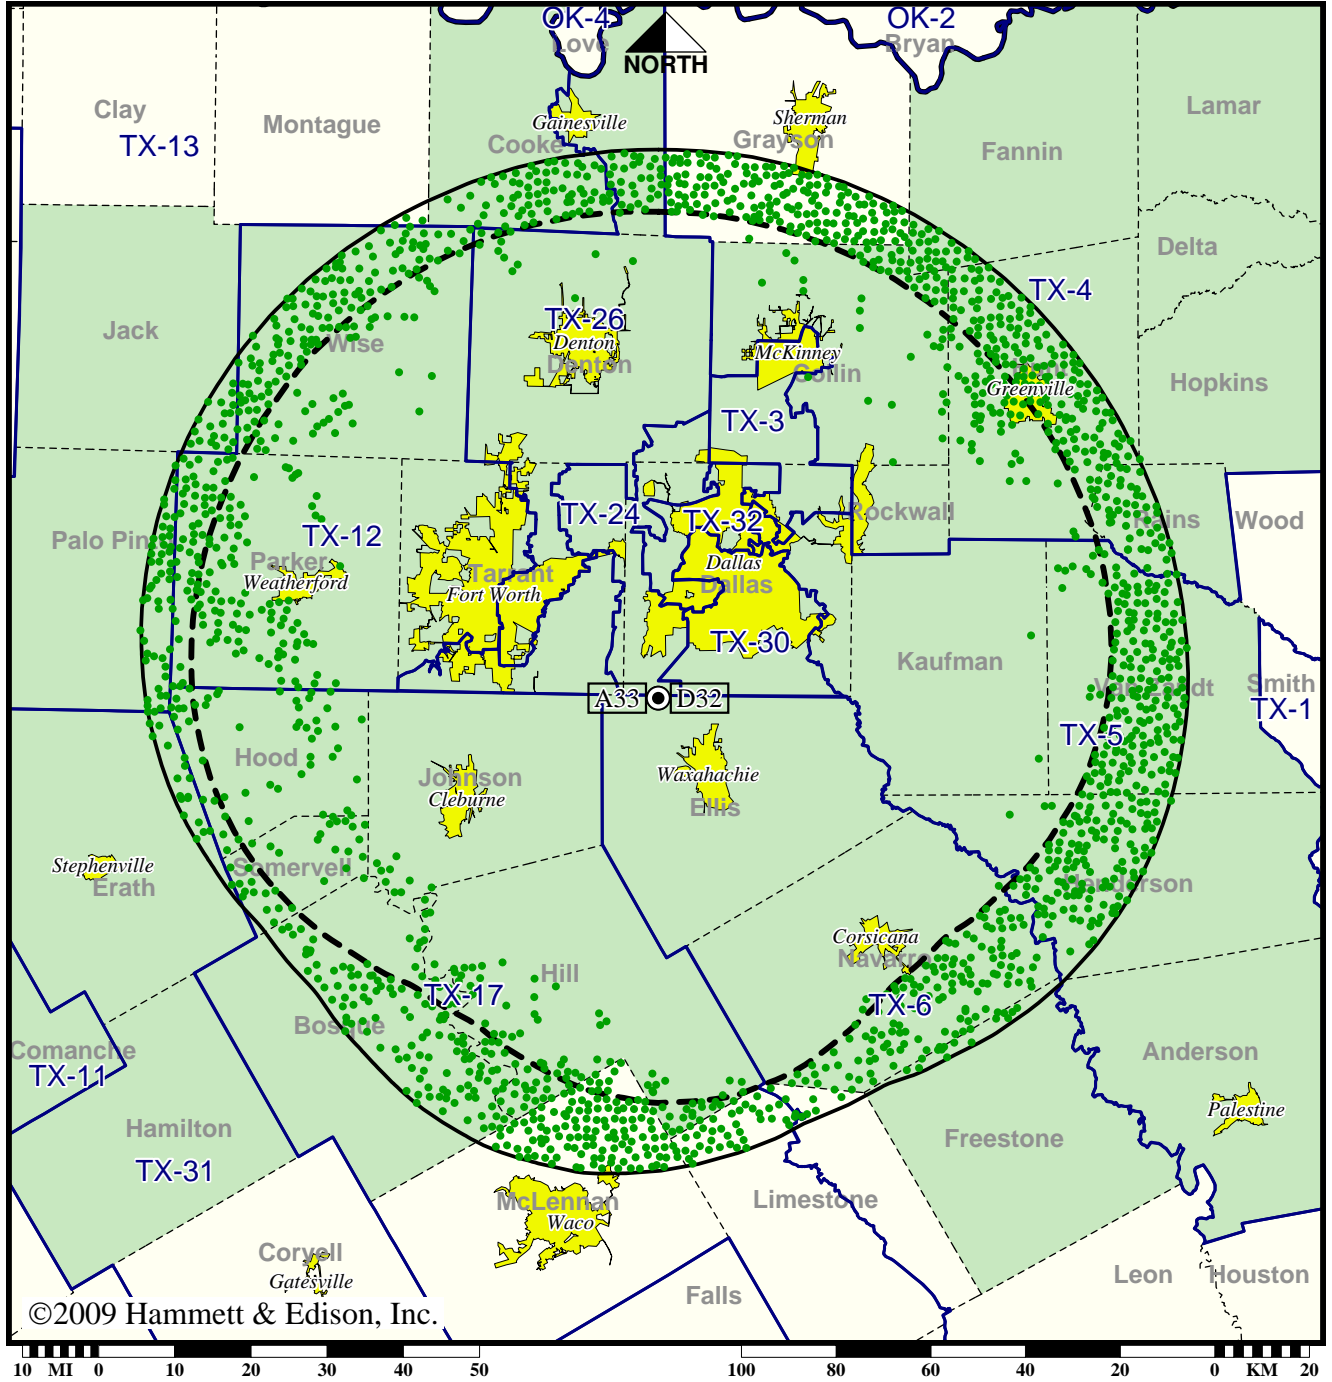 OK-4
OK-2
Love
Bryan
NORTH
Clay
Montague
Gainesville
Cooke
Sherman
Grayson
Lamar
TX-13
Fannin
Delta
TX-4
Jack
Wise
TX-26
Denton
Denton
McKinney
Collin
Hunt
Greenville
Hopkins
TX-3
Palo Pin
TX-12
Parker
Weatherford
Tarrant
Fort Worth
TX-24
TX-32
Dallas
Dallas
Rockwall
Rains
Wood
TX-30
Kaufman
Van Zandt
Smith
TX-1
A33
D32
TX-5
Hood
Johnson
Cleburne
Waxahachie
Ellis
Stephenville
Erath
Somervell
Henderson
Corsicana
Navarro
Hill
TX-17
TX-6
Bosque
Comanche
TX-11
Anderson
Hamilton
Palestine
Freestone
TX-31
McLennan
Waco
Limestone
Coryell
Gatesville
Falls
Leon
Houston
©2009 Hammett & Edison, Inc.
10 MI 0 10 20 30 40 50
100 80 60 40 20 0 KM 20